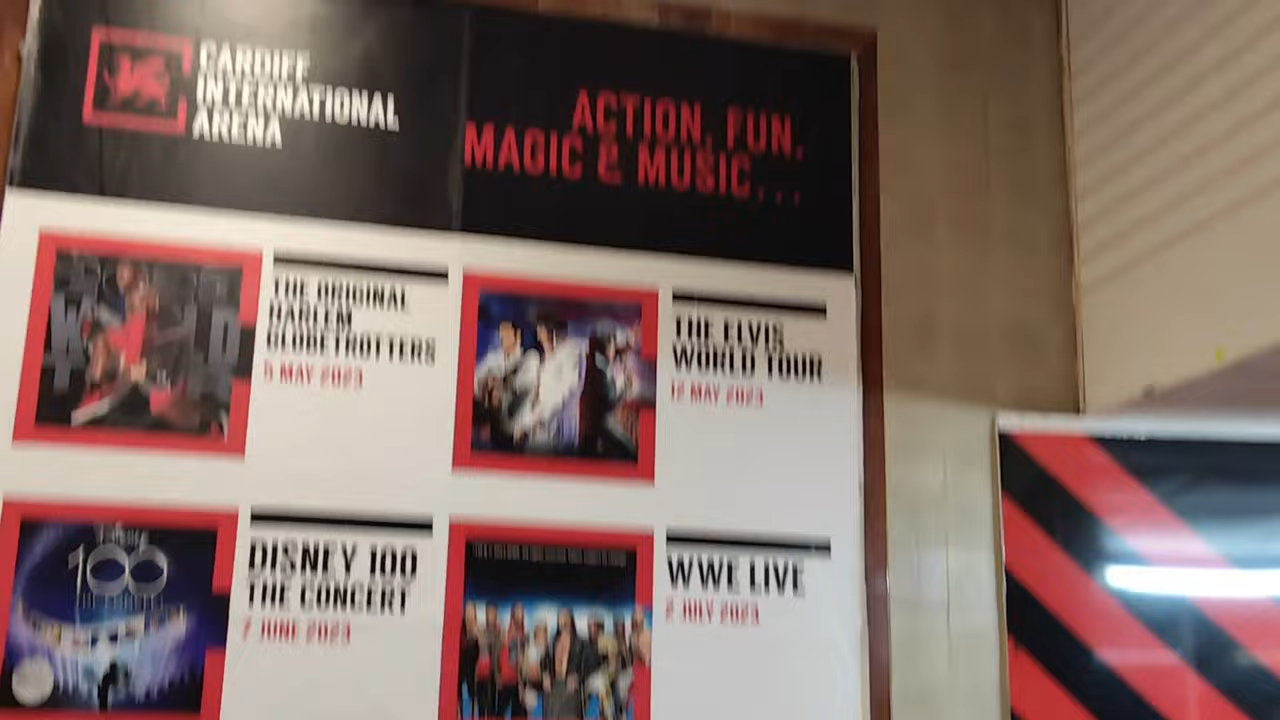 CARDIFF
INTERNATIONAL
ARENA
ACTION, FUN,
MAGIC & MUSIC...
THE ORIGINAL
HARLEM
GLOBETROTTERS
5 MAY 2023
THE ELVIS
WORLD TOUR
12 MAY 2023
100
DISNEY 100
THE CONCERT
7 JUNE 2023
WWE LIVE
2 JULY 2023